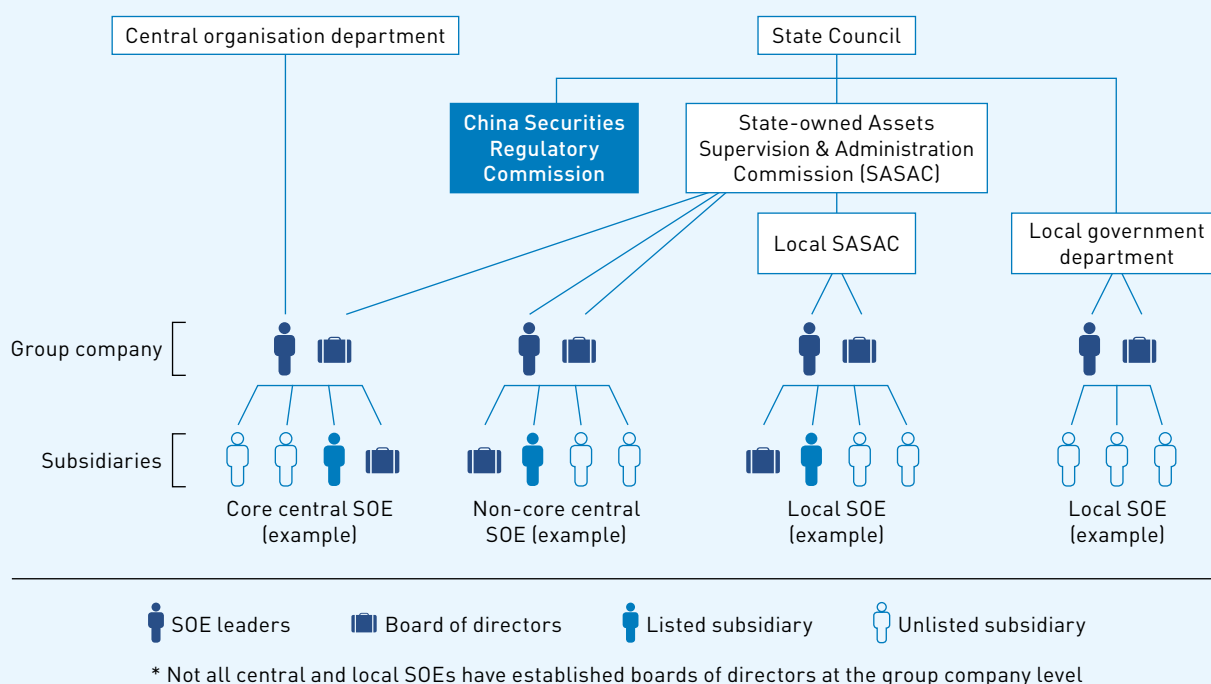 Central organisation department
State Council
China Securities
Regulatory
Commission
State-owned Assets
Supervision & Administration
Commission (SASAC)
Local SASAC
Local government
department
Group company
Subsidiaries
Core central SOE
(example)
Non-core central
SOE (example)
Local SOE
(example)
Local SOE
(example)
SOE leaders
Board of directors
Listed subsidiary
Unlisted subsidiary
* Not all central and local SOEs have established boards of directors at the group company level